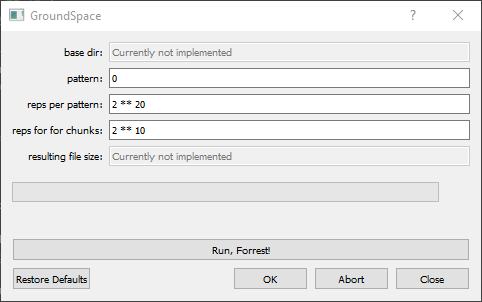 GroundSpace
base dir: Currently not implemented
pattern: 0
reps per pattern: 2 ** 20
reps for for chunks: 2 ** 10
resulting file size: Currently not implemented
Run, Forrest!
Restore Defaults OK Abort Close